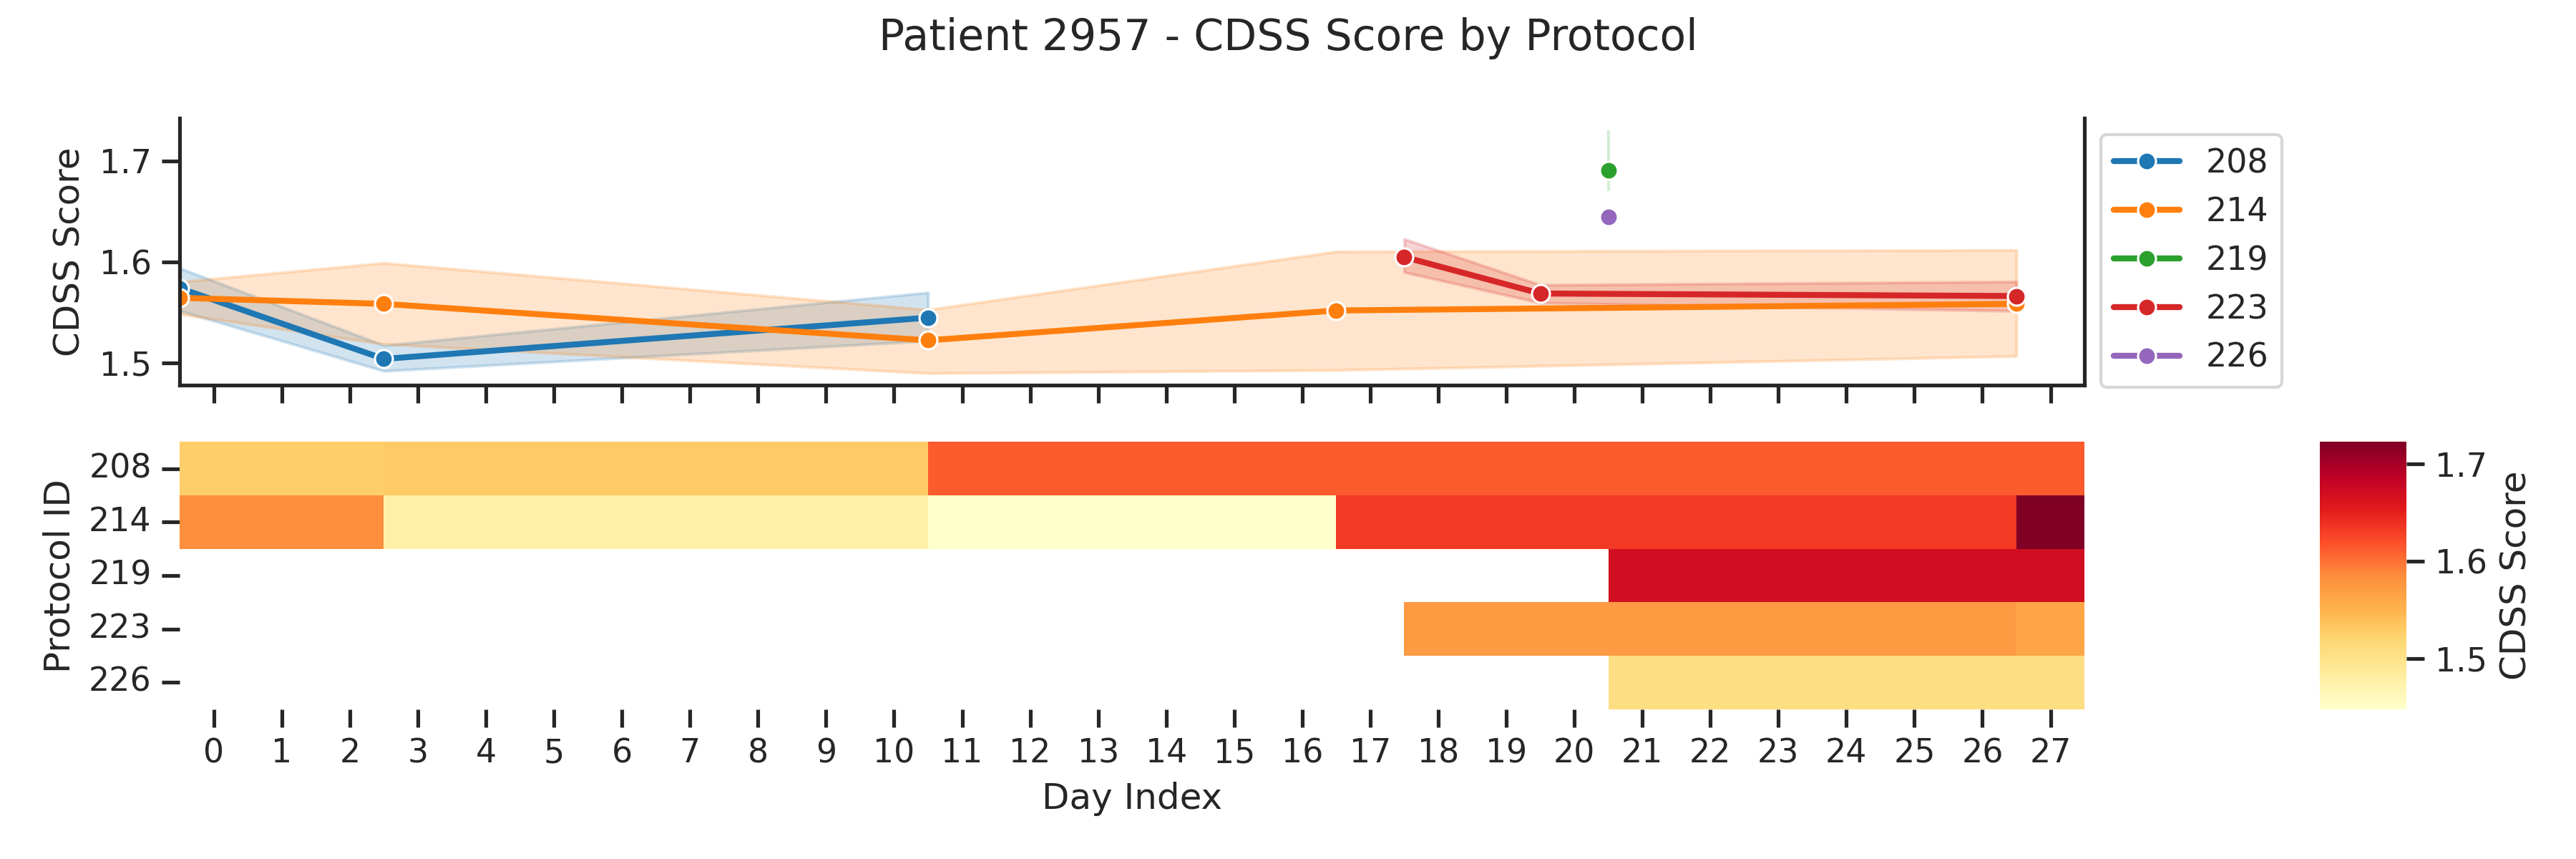 Patient 2957 - CDSS Score by Protocol
CDSS Score
1.7
1.6
1.5
208
214
219
223
226
Protocol ID
208
214
219
223
226
0 1 2 3 4 5 6 7 8 9 10 11 12 13 14 15 16 17 18 19 20 21 22 23 24 25 26 27
Day Index
1.7
1.6
1.5
CDSS Score